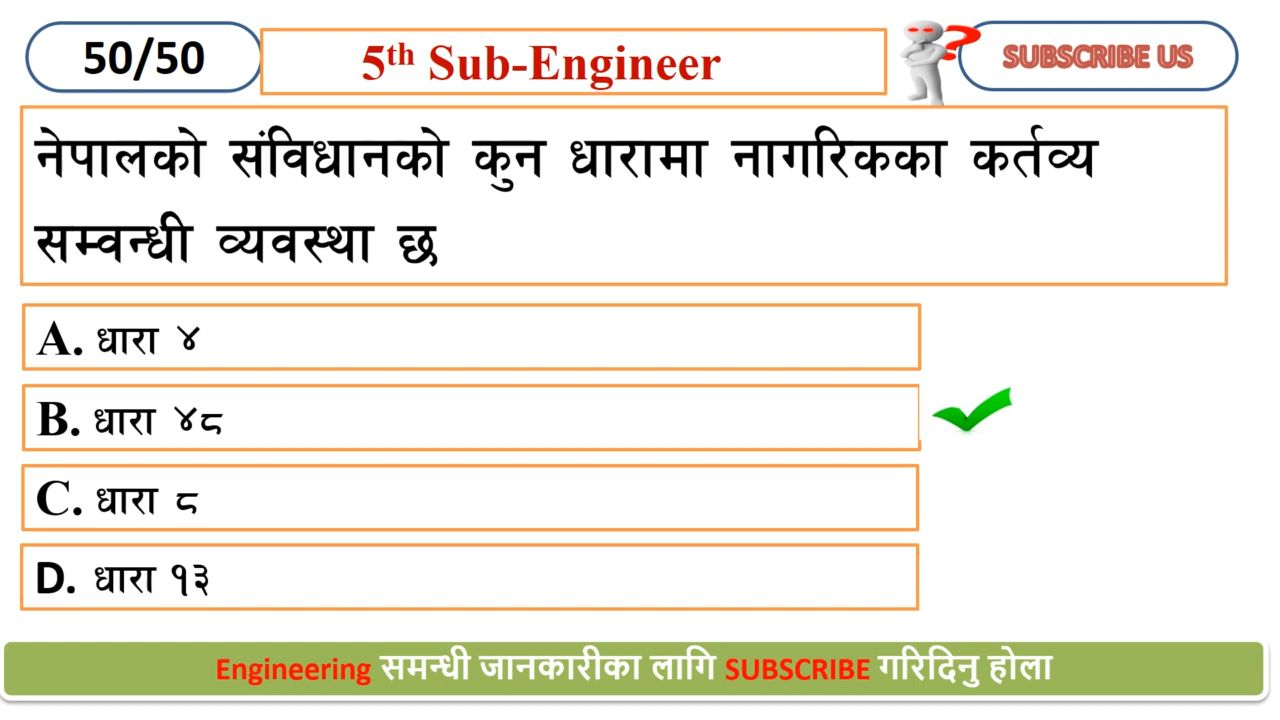 50/50
5th Sub-Engineer
SUBSCRIBE US
नेपालको संविधानको कुन धारामा नागरिकका कर्तव्य
सम्वन्धी व्यवस्था छ
A. धारा ४
B. धारा ४८
C. धारा ८
D. धारा १३
Engineering समन्धी जानकारीका लागि SUBSCRIBE गरिदिनु होला